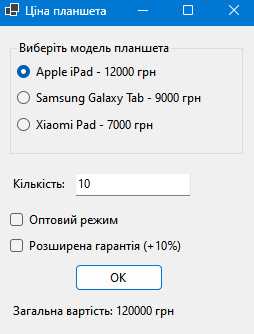 Ціна планшета
Виберіть модель планшета
Apple iPad - 12000 грн
Samsung Galaxy Tab - 9000 грн
Xiaomi Pad - 7000 грн
Кількість: 10
Оптовий режим
Розширена гарантія (+10%)
OK
Загальна вартість: 120000 грн